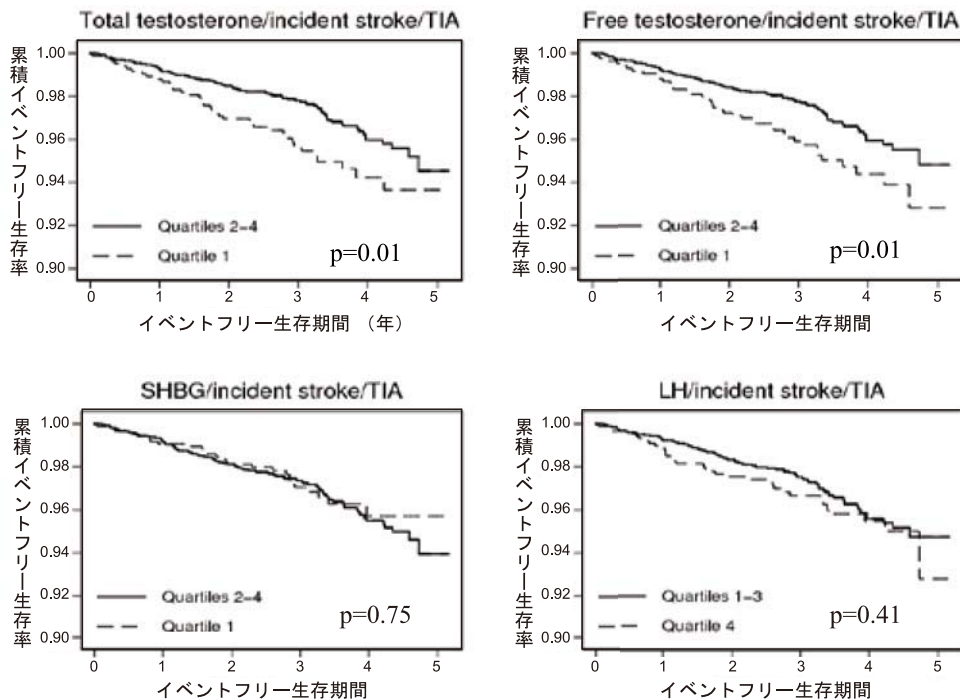 Total testosterone/incident stroke/TIA
累積イベントフリー生存率
1.00
0.98
0.96
0.94
0.92
0.90
Quartiles 2-4
Quartile 1
p=0.01
0 1 2 3 4 5
イベントフリー生存期間 （年）
Free testosterone/incident stroke/TIA
累積イベントフリー生存率
1.00
0.98
0.96
0.94
0.92
0.90
Quartiles 2-4
Quartile 1
p=0.01
0 1 2 3 4 5
イベントフリー生存期間
SHBG/incident stroke/TIA
累積イベントフリー生存率
1.00
0.98
0.96
0.94
0.92
0.90
Quartiles 2-4
Quartile 1
p=0.75
0 1 2 3 4 5
イベントフリー生存期間
LH/incident stroke/TIA
累積イベントフリー生存率
1.00
0.98
0.96
0.94
0.92
0.90
Quartiles 1-3
Quartile 4
p=0.41
0 1 2 3 4 5
イベントフリー生存期間